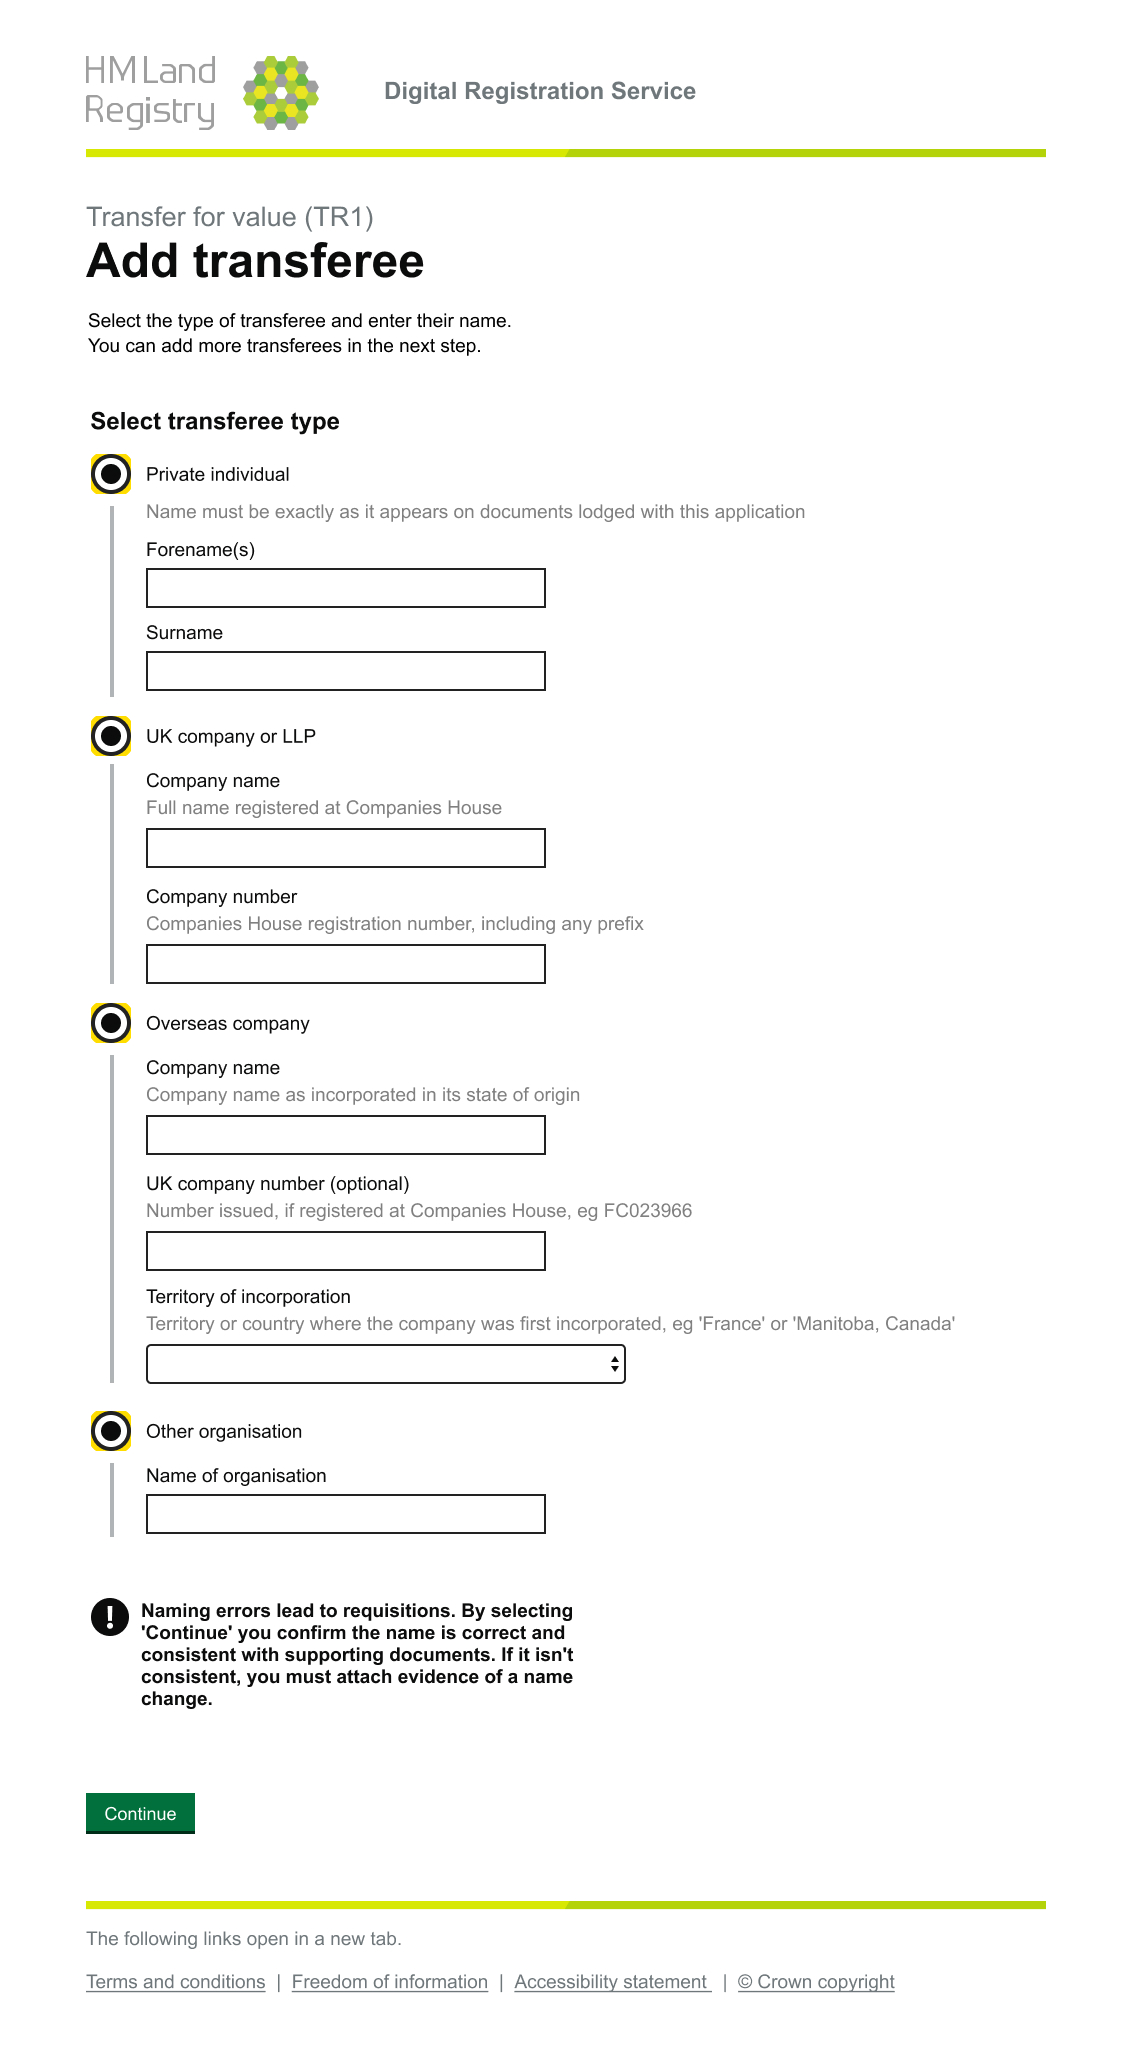 HM Land
Registry
Digital Registration Service
Transfer for value (TR1)
Add transferee
Select the type of transferee and enter their name.
You can add more transferees in the next step.
Select transferee type
Private individual
Name must be exactly as it appears on documents lodged with this application
Forename(s)
Surname
UK company or LLP
Company name
Full name registered at Companies House
Company number
Companies House registration number, including any prefix
Overseas company
Company name
Company name as incorporated in its state of origin
UK company number (optional)
Number issued, if registered at Companies House, eg FC023966
Territory of incorporation
Territory or country where the company was first incorporated, eg 'France' or 'Manitoba, Canada'
Other organisation
Name of organisation
! Naming errors lead to requisitions. By selecting
'Continue' you confirm the name is correct and
consistent with supporting documents. If it isn't
consistent, you must attach evidence of a name
change.
Continue
The following links open in a new tab.
Terms and conditions | Freedom of information | Accessibility statement | © Crown copyright